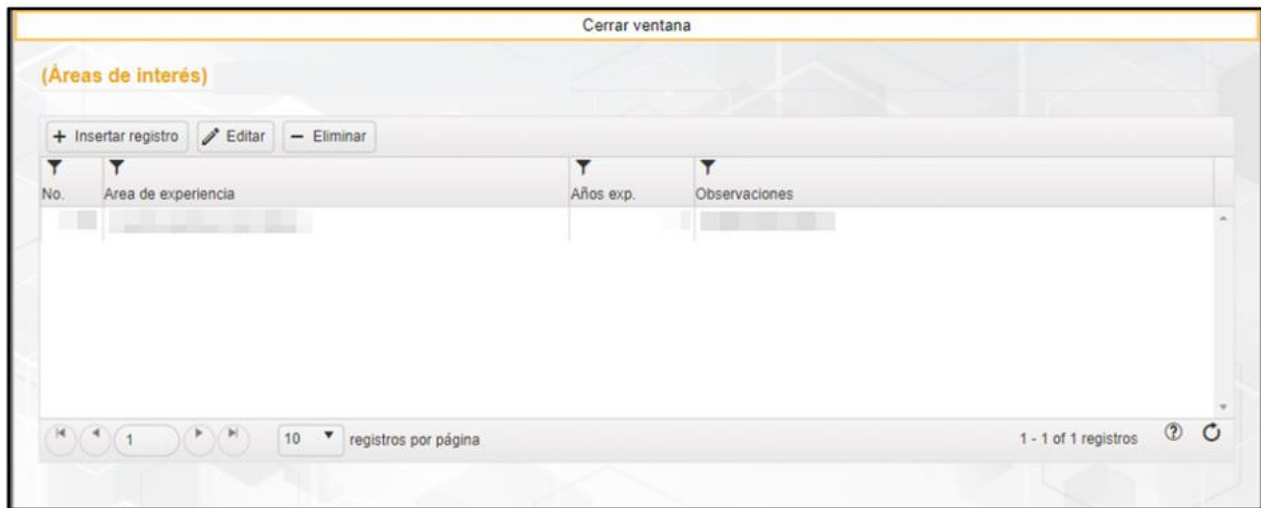 Cerrar ventana
(Áreas de interés)
+ Insertar registro Editar − Eliminar
No. Area de experiencia Años exp. Observaciones
1 10 registros por página 1 - 1 of 1 registros